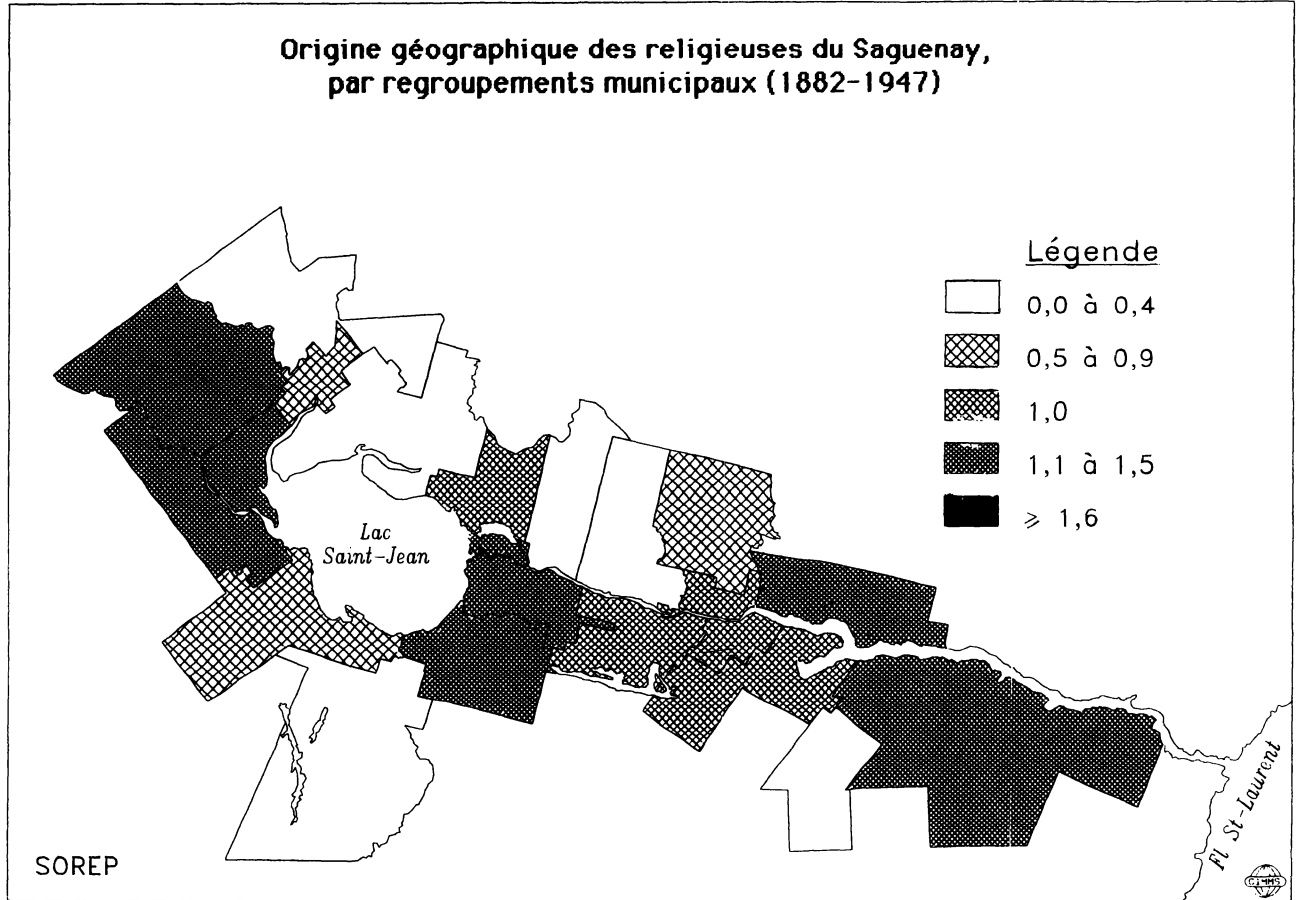 Origine géographique des religieuses du Saguenay,
par regroupements municipaux (1882-1947)
Légende
0,0 à 0,4
0,5 à 0,9
1,0
1,1 à 1,5
⩾ 1,6
Lac
Saint-Jean
Fl St-Laurent
SOREP